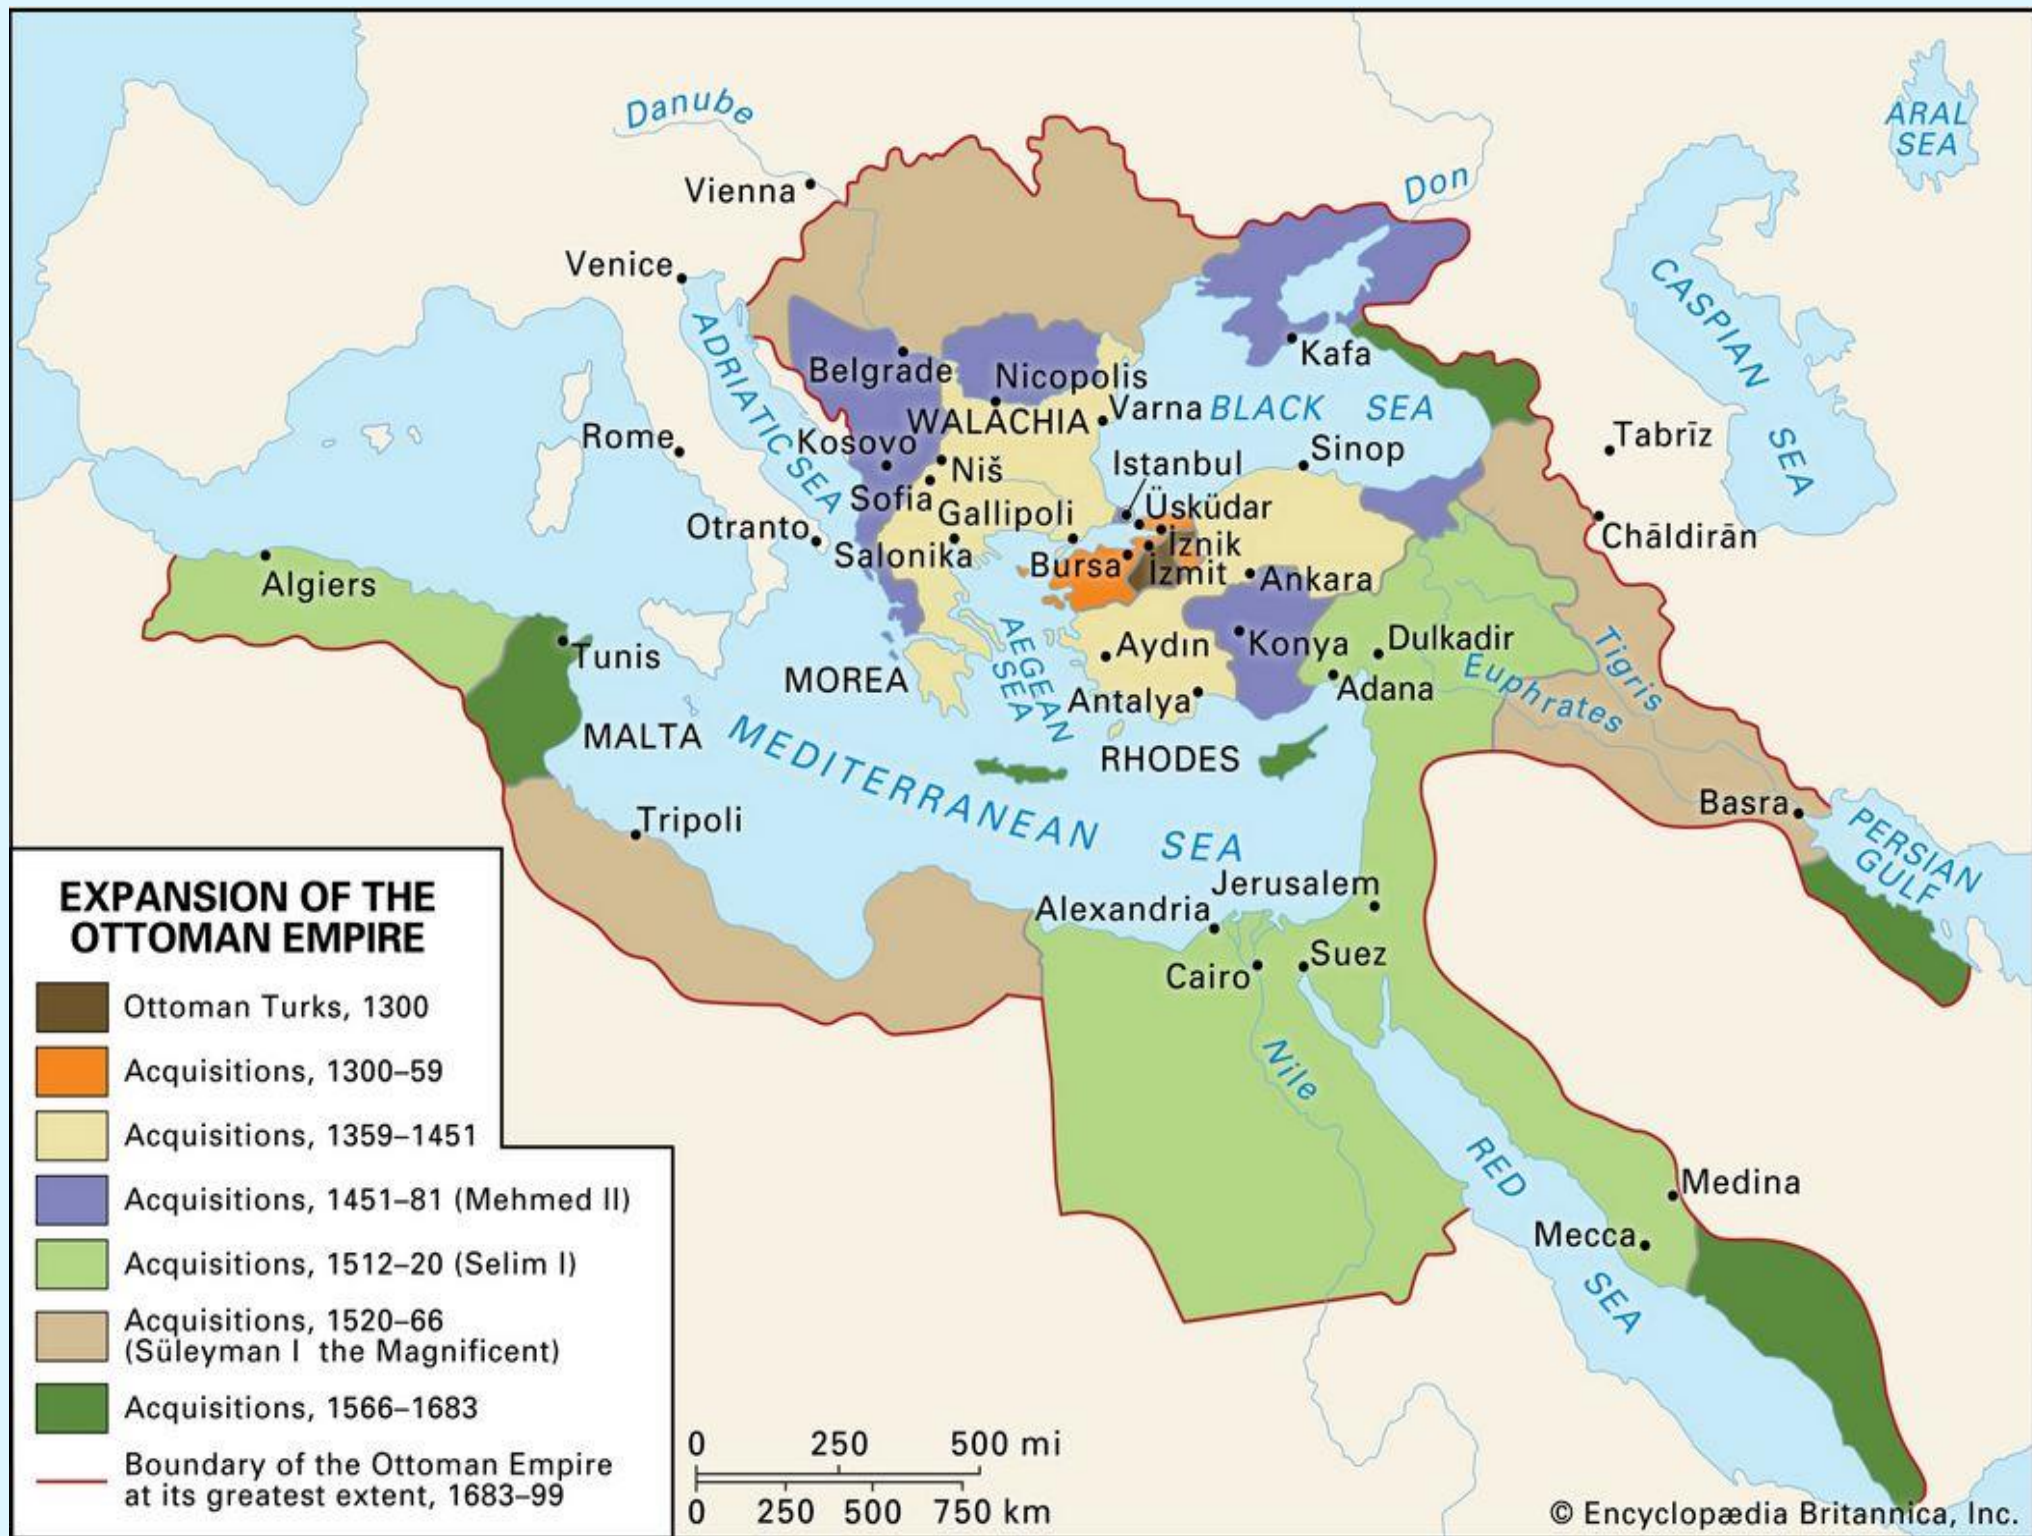 Danube
Vienna
Venice
Don
ARAL
SEA
CASPIAN
SEA
ADRIATIC SEA
Belgrade
Nicopolis
Kafa
WALACHIA
Varna
BLACK SEA
Rome
Kosovo
Niš
Istanbul
Sinop
Tabrīz
Sofia
Gallipoli
Üsküdar
Otranto
Salonika
Bursa
İznik
İzmit
Ankara
Chāldirān
Algiers
Tunis
MOREA
AEGEAN
SEA
Aydın
Konya
Dulkadir
Tigris
Euphrates
Antalya
Adana
MALTA
MEDITERRANEAN SEA
RHODES
Basra
PERSIAN
GULF
Tripoli
Jerusalem
Alexandria
Cairo
Suez
Nile
RED
SEA
Medina
Mecca
EXPANSION OF THE
OTTOMAN EMPIRE
Ottoman Turks, 1300
Acquisitions, 1300–59
Acquisitions, 1359–1451
Acquisitions, 1451–81 (Mehmed II)
Acquisitions, 1512–20 (Selim I)
Acquisitions, 1520–66
(Süleyman I the Magnificent)
Acquisitions, 1566–1683
Boundary of the Ottoman Empire
at its greatest extent, 1683–99
0 250 500 mi
0 250 500 750 km
© Encyclopædia Britannica, Inc.